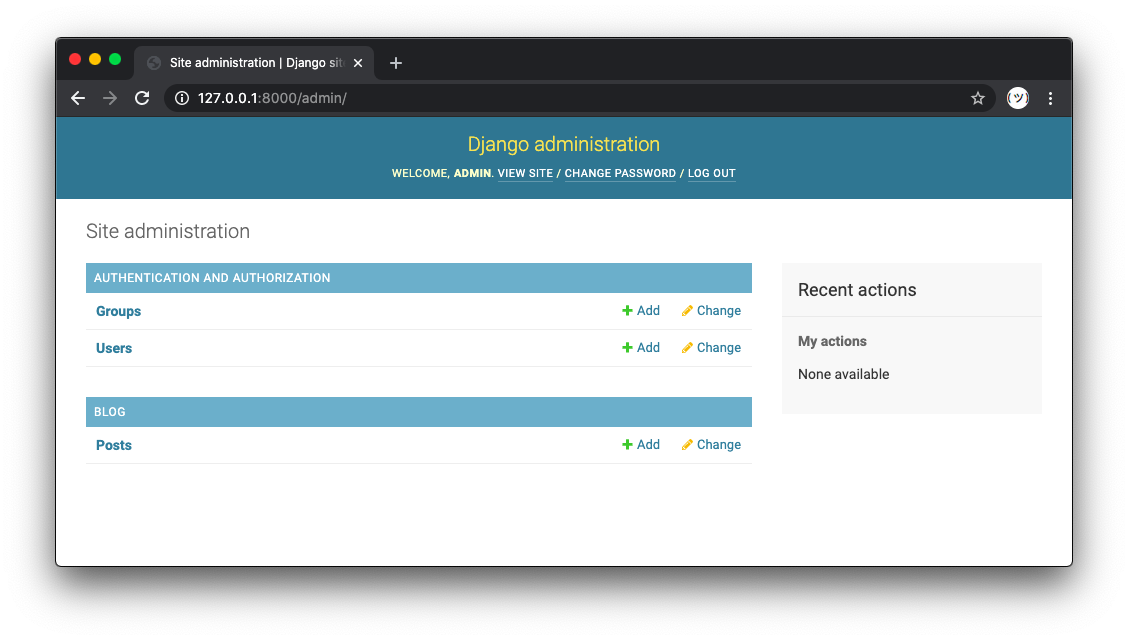 Site administration | Django sit
127.0.0.1:8000/admin/
(ツ)
Django administration
WELCOME, ADMIN. VIEW SITE / CHANGE PASSWORD / LOG OUT
Site administration
AUTHENTICATION AND AUTHORIZATION
Groups Add Change
Users Add Change
BLOG
Posts Add Change
Recent actions
My actions
None available